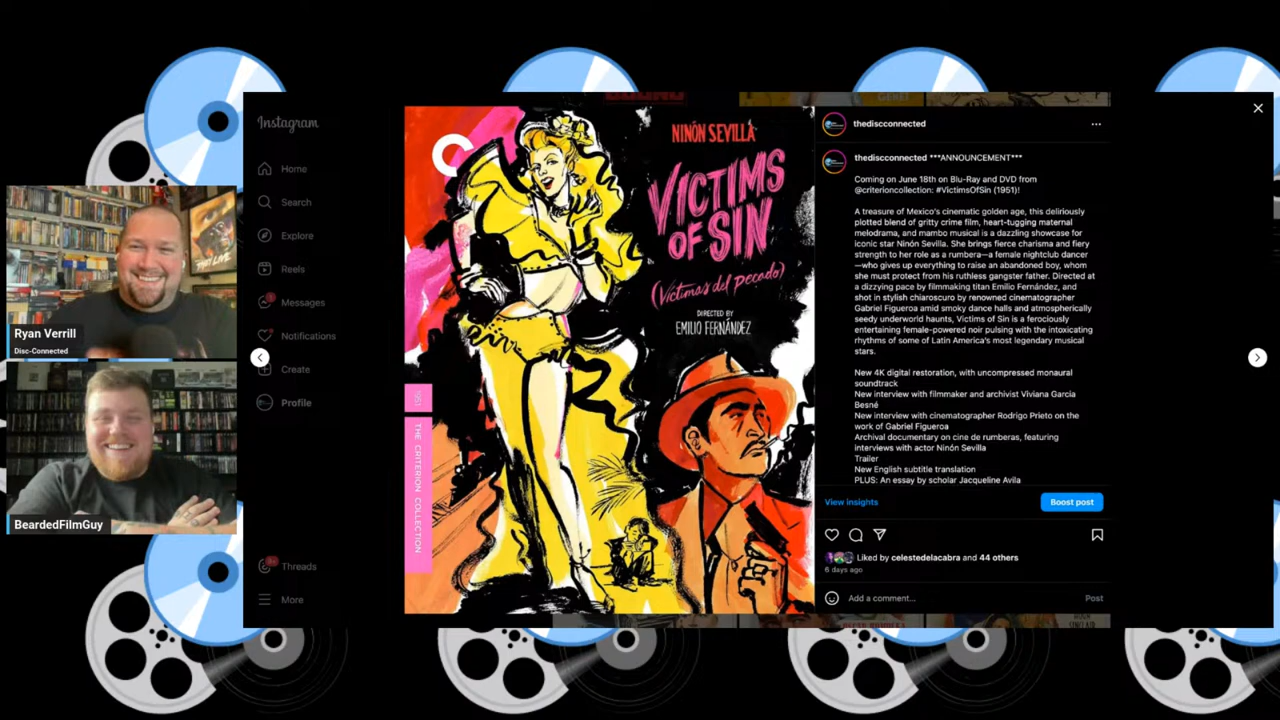 Instagram
Home
Search
Explore
Reels
Messages
Notifications
Create
Profile
Threads
9+
More
Ryan Verrill
Disc-Connected
BeardedFilmGuy
NINÓN SEVILLA
VICTIMS
OF SIN
(Víctimas del pecado)
DIRECTED BY
EMILIO FERNÁNDEZ
1951
THE CRITERION COLLECTION
thediscconnected
thediscconnected ***ANNOUNCEMENT***
Coming on June 18th on Blu-Ray and DVD from
@criterioncollection: #VictimsOfSin (1951)!
A treasure of Mexico's cinematic golden age, this deliriously
plotted blend of gritty crime film, heart-tugging maternal
melodrama, and mambo musical is a dazzling showcase for
iconic star Ninón Sevilla. She brings fierce charisma and fiery
strength to her role as a rumbera—a female nightclub dancer
—who gives up everything to raise an abandoned boy, whom
she must protect from his ruthless gangster father. Directed at
a dizzying pace by filmmaking titan Emilio Fernández, and
shot in stylish chiaroscuro by renowned cinematographer
Gabriel Figueroa amid smoky dance halls and atmospherically
seedy underworld haunts, Victims of Sin is a ferociously
entertaining female-powered noir pulsing with the intoxicating
rhythms of some of Latin America's most legendary musical
stars.
New 4K digital restoration, with uncompressed monaural
soundtrack
New interview with filmmaker and archivist Viviana García
Besné
New interview with cinematographer Rodrigo Prieto on the
work of Gabriel Figueroa
Archival documentary on cine de rumberas, featuring
interviews with actor Ninón Sevilla
Trailer
New English subtitle translation
PLUS: An essay by scholar Jacqueline Avila
View insights
Boost post
Liked by celestedelacabra and 44 others
6 days ago
Add a comment...
Post